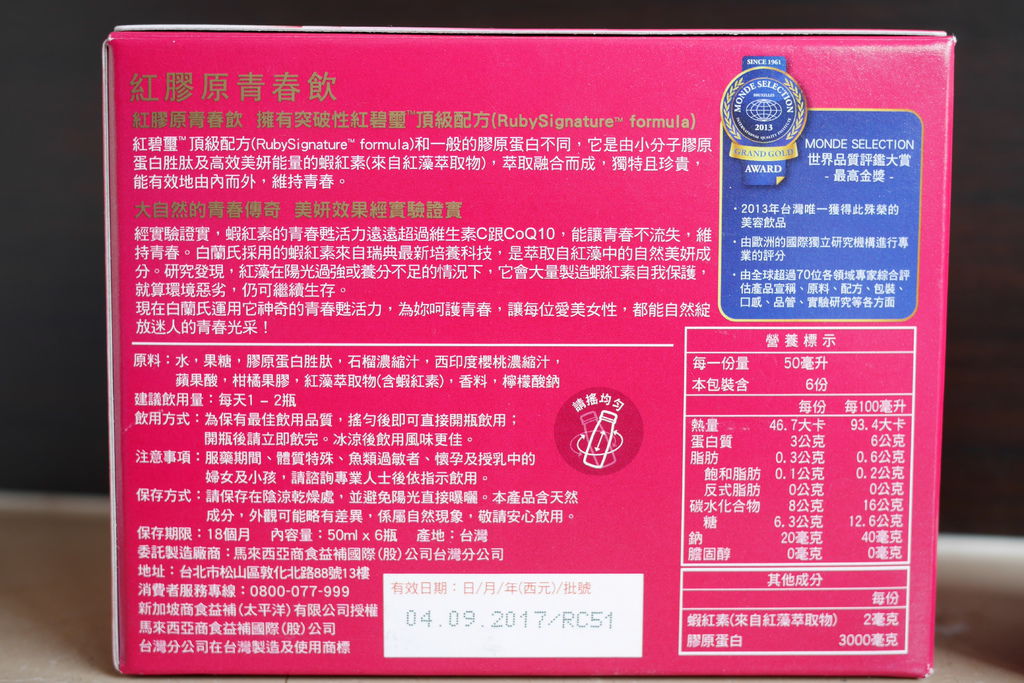 紅膠原青春飲
紅膠原青春飲 擁有突破性紅碧璽™頂級配方(RubySignature™ formula)
紅碧璽™頂級配方(RubySignature™ formula)和一般的膠原蛋白不同，它是由小分子膠原
蛋白胜肽及高效美妍能量的蝦紅素(來自紅藻萃取物)，萃取融合而成，獨特且珍貴，
能有效地由內而外，維持青春。
大自然的青春傳奇 美妍效果經實驗證實
經實驗證實，蝦紅素的青春甦活力遠遠超過維生素C跟CoQ10，能讓青春不流失，維
持青春。白蘭氏採用的蝦紅素來自瑞典最新培養科技，是萃取自紅藻中的自然美妍成
分。研究發現，紅藻在陽光過強或養分不足的情況下，它會大量製造蝦紅素自我保護，
就算環境惡劣，仍可繼續生存。
現在白蘭氏運用它神奇的青春甦活力，為妳呵護青春，讓每位愛美女性，都能自然綻
放迷人的青春光采！
SINCE 1961
MONDE SELECTION
BRUXELLES
INTERNATIONAL QUALITY INSTITUTE
2013
GRAND GOLD
AWARD
MONDE SELECTION
世界品質評鑑大賞
- 最高金獎 -
·2013年台灣唯一獲得此殊榮的
美容飲品
·由歐洲的國際獨立研究機構進行專
業的評分
·由全球超過70位各領域專家綜合評
估產品宣稱、原料、配方、包裝、
口感、品管、實驗研究等各方面
原料：水，果糖，膠原蛋白胜肽，石榴濃縮汁，西印度櫻桃濃縮汁，
蘋果酸，柑橘果膠，紅藻萃取物(含蝦紅素)，香料，檸檬酸鈉
建議飲用量：每天1 – 2瓶
飲用方式：為保有最佳飲用品質，搖勻後即可直接開瓶飲用；
開瓶後請立即飲完。冰涼後飲用風味更佳。
注意事項：服藥期間、體質特殊、魚類過敏者、懷孕及授乳中的
婦女及小孩，請諮詢專業人士後依指示飲用。
保存方式：請保存在陰涼乾燥處，並避免陽光直接曝曬。本產品含天然
成分，外觀可能略有差異，係屬自然現象，敬請安心飲用。
保存期限：18個月 內容量：50ml x 6瓶 產地：台灣
委託製造廠商：馬來西亞商食益補國際(股)公司台灣分公司
地址：台北市松山區敦化北路88號13樓
消費者服務專線：0800-077-999
新加坡商食益補(太平洋)有限公司授權
馬來西亞商食益補國際(股)公司
台灣分公司在台灣製造及使用商標
請搖均勻
有效日期：日/月/年(西元)/批號
04.09.2017/RC51
營養標示
每一份量 50毫升
本包裝含 6份
每份 每100毫升
熱量 46.7大卡 93.4大卡
蛋白質 3公克 6公克
脂肪 0.3公克 0.6公克
飽和脂肪 0.1公克 0.2公克
反式脂肪 0公克 0公克
碳水化合物 8公克 16公克
糖 6.3公克 12.6公克
鈉 20毫克 40毫克
膽固醇 0毫克 0毫克
其他成分
每份
蝦紅素(來自紅藻萃取物) 2毫克
膠原蛋白 3000毫克